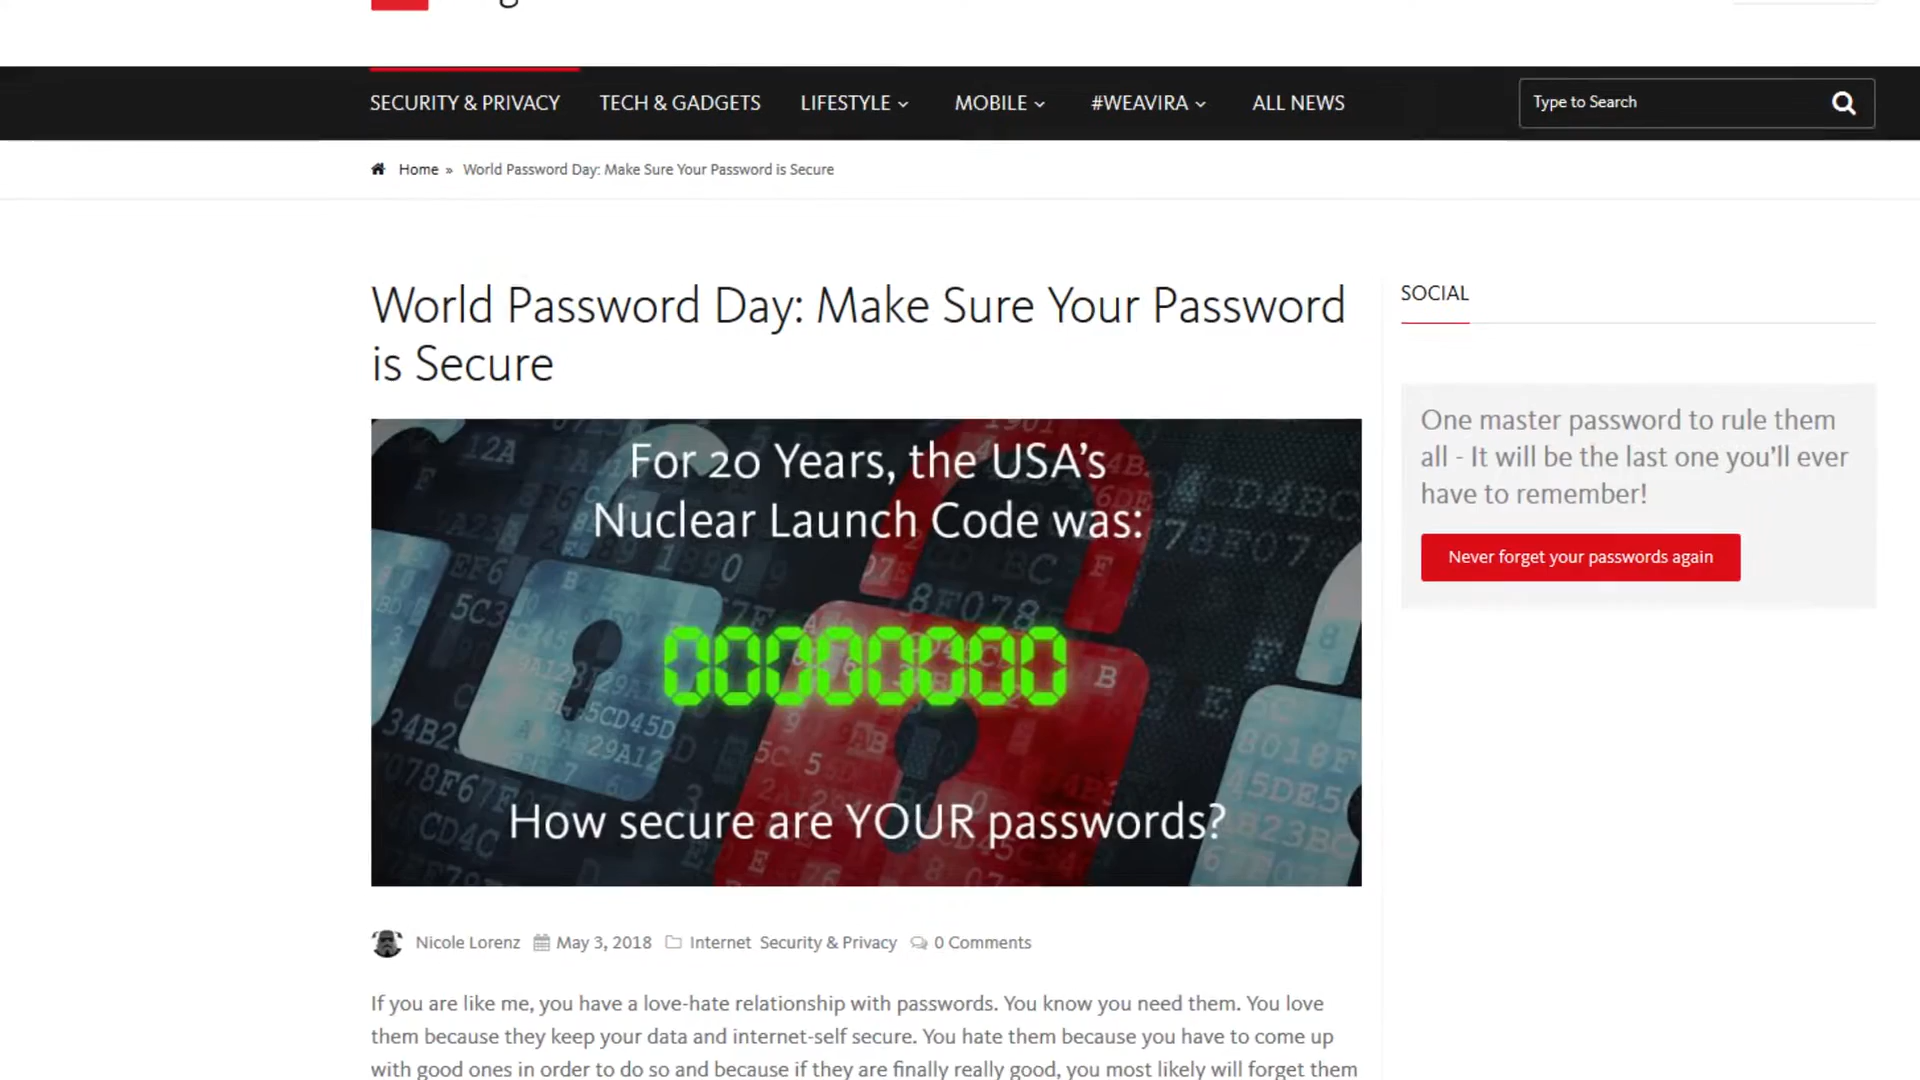 SECURITY & PRIVACY TECH & GADGETS LIFESTYLE MOBILE #WEAVIRA ALL NEWS Type to Search
Home » World Password Day: Make Sure Your Password is Secure
World Password Day: Make Sure Your Password
is Secure
For 20 Years, the USA's
Nuclear Launch Code was:
00000000
How secure are YOUR passwords?
Nicole Lorenz May 3, 2018 Internet Security & Privacy 0 Comments
If you are like me, you have a love-hate relationship with passwords. You know you need them. You love
them because they keep your data and internet-self secure. You hate them because you have to come up
with good ones in order to do so and because if they are finally really good, you most likely will forget them
SOCIAL
One master password to rule them
all - It will be the last one you'll ever
have to remember!
Never forget your passwords again